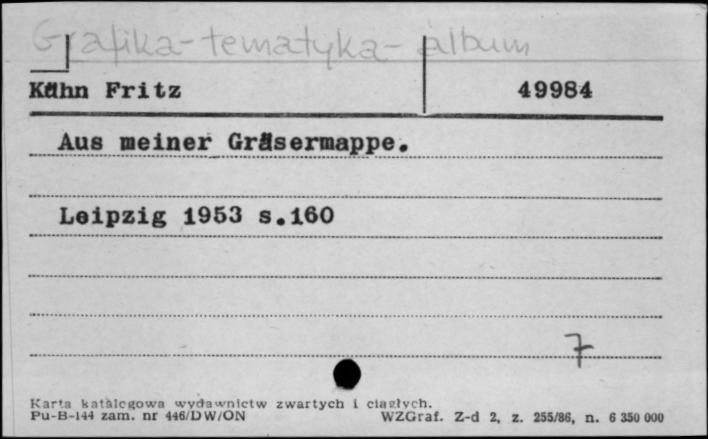 Grafika-tematyka-album
Kühn Fritz 49984
Aus meiner Gräsermappe.
Leipzig 1953 s.160
7
Karta katalogowa wydawnictw zwartych i ciągłych.
Pu-B-144 zam. nr 446/DW/ON WZGraf. Z-d 2, z. 255/86, n. 6 350 000